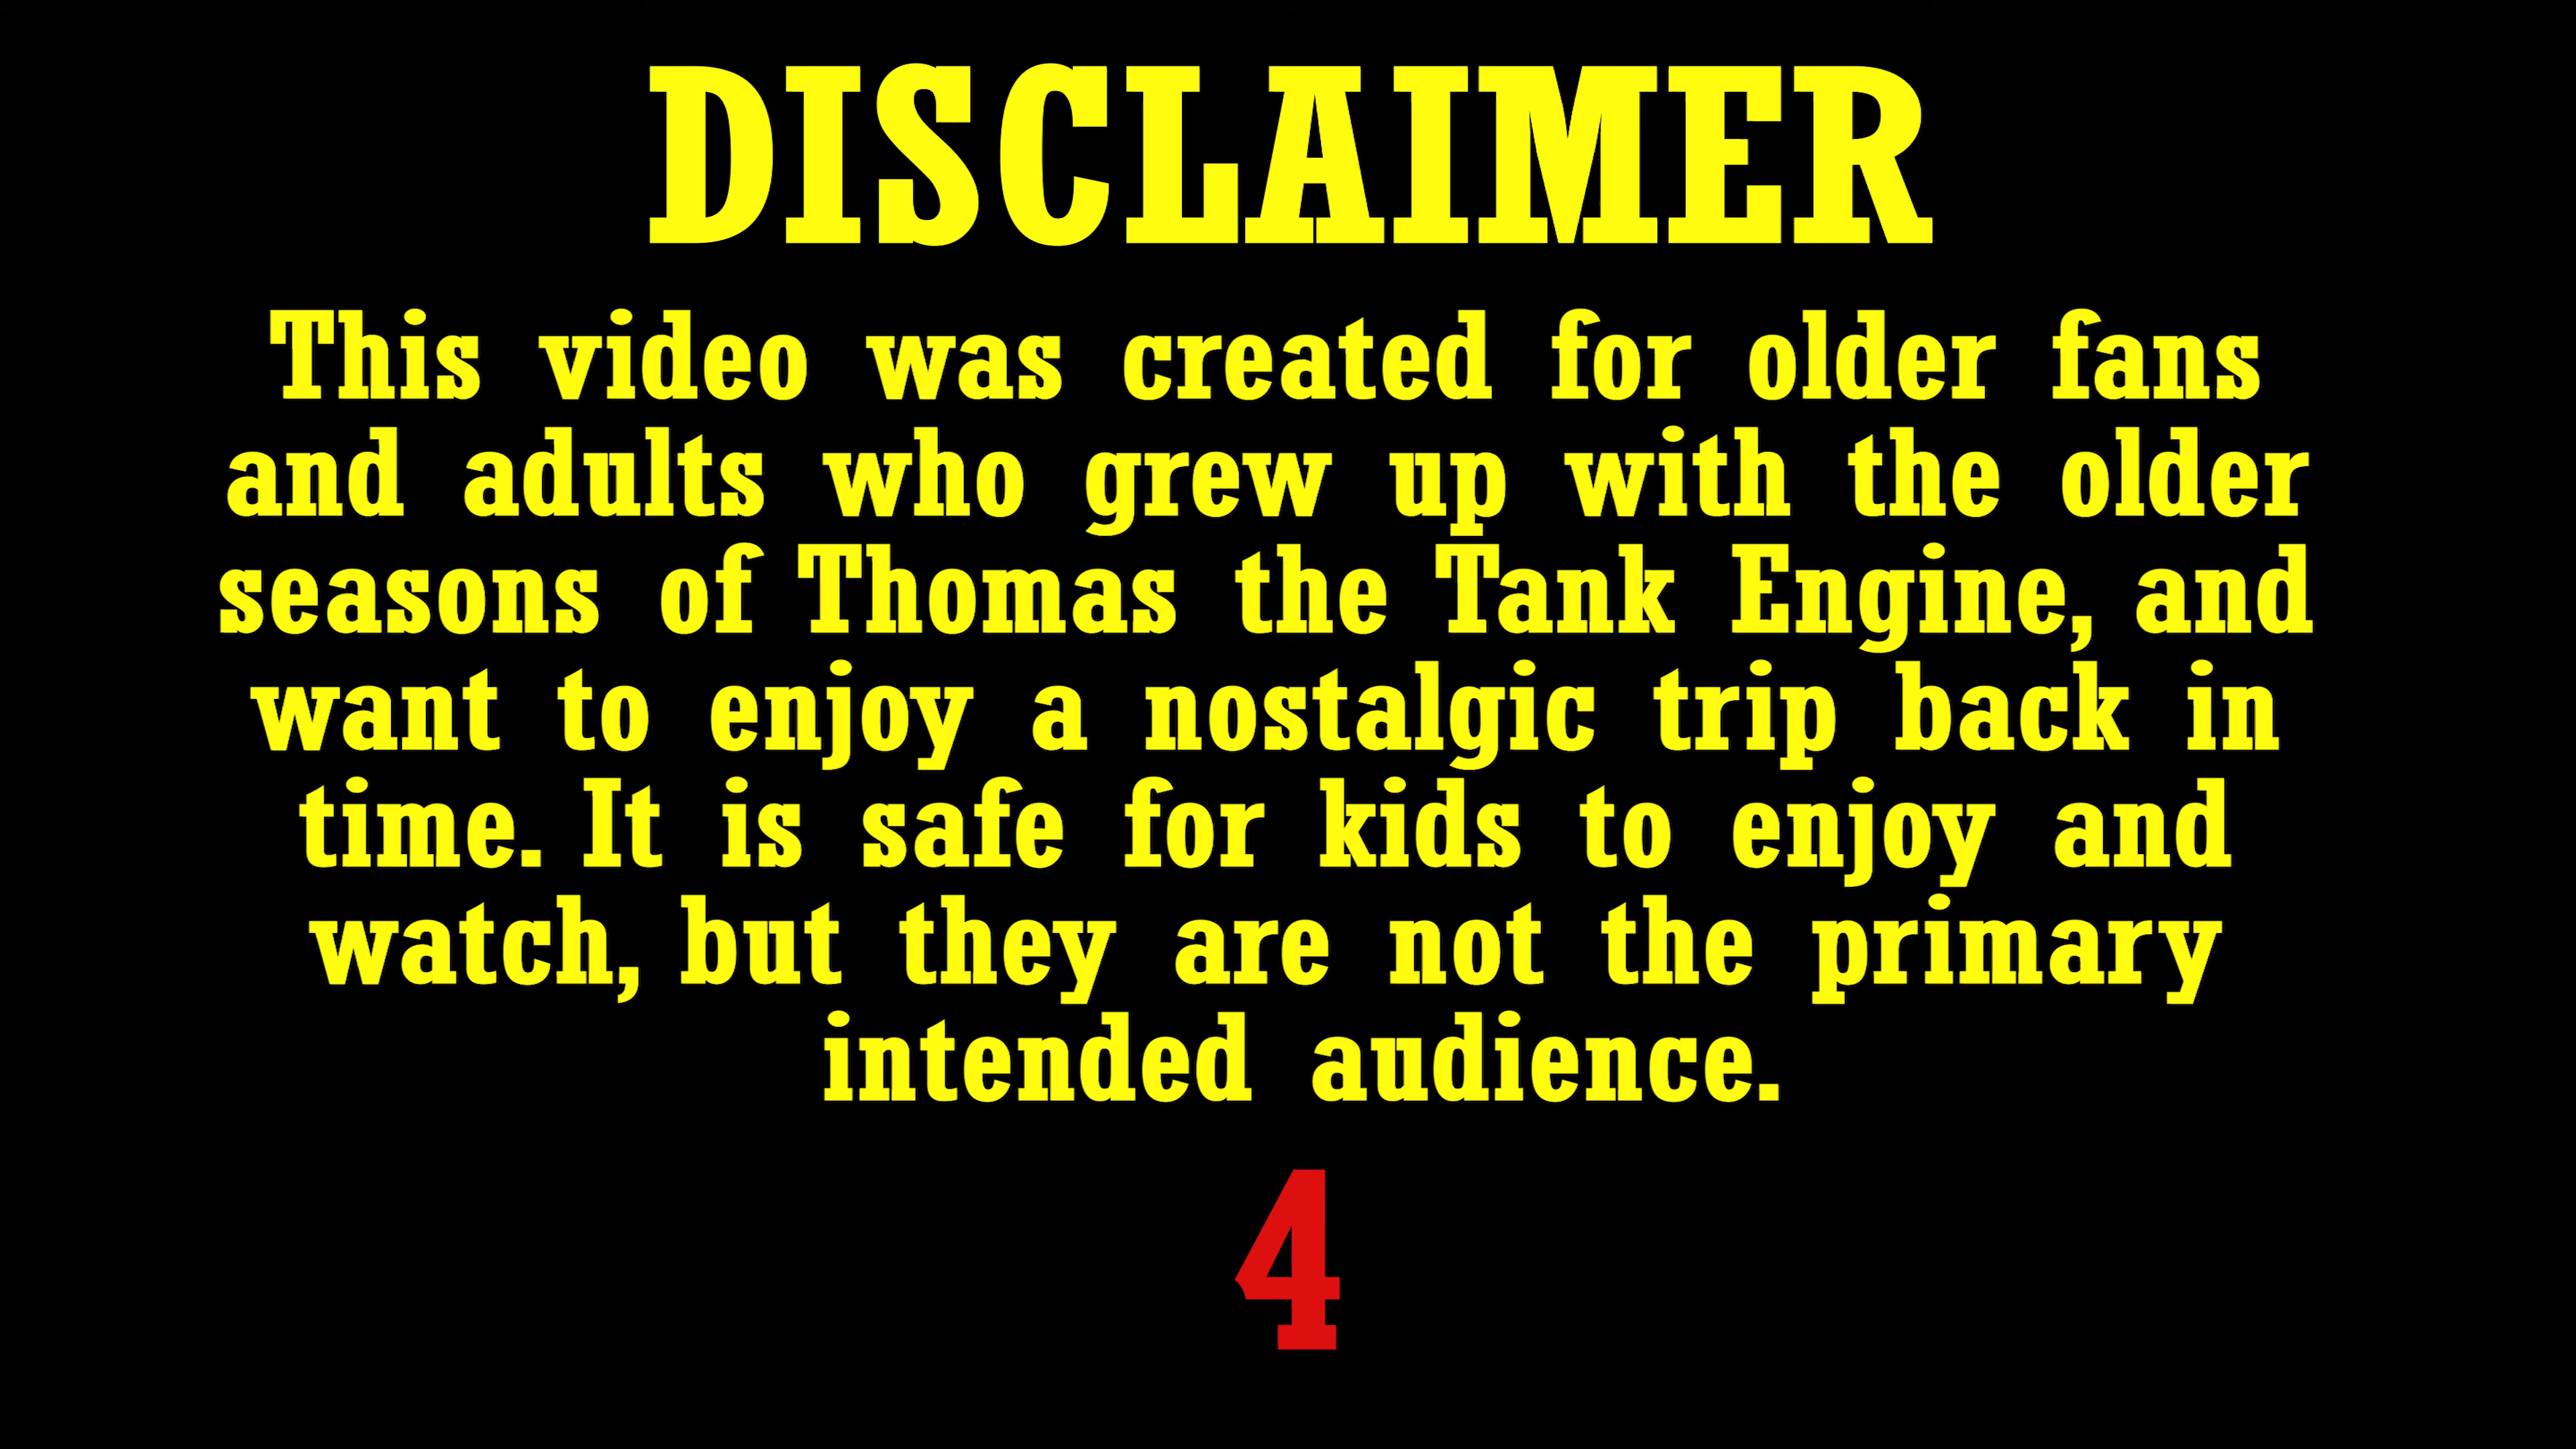 DISCLAIMER
This video was created for older fans
and adults who grew up with the older
seasons of Thomas the Tank Engine, and
want to enjoy a nostalgic trip back in
time. It is safe for kids to enjoy and
watch, but they are not the primary
intended audience.
4